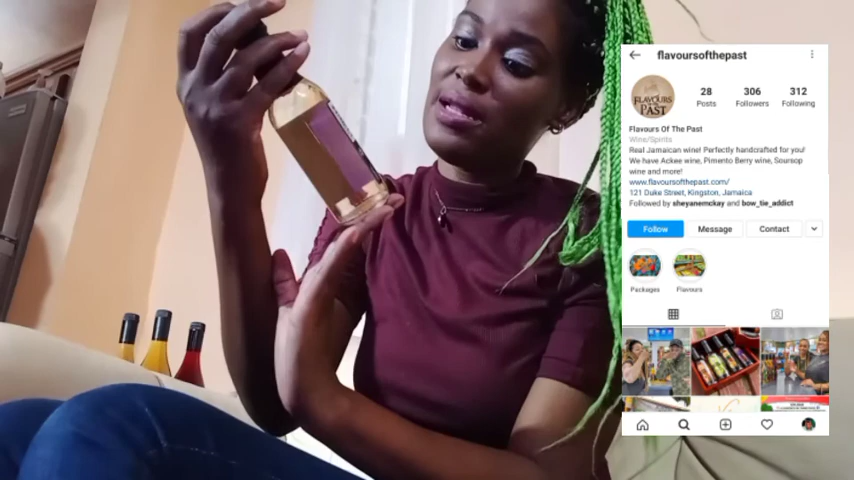 flavoursofthepast
FLAVOURS
OF THE
PAST
28
306
312
Posts
Followers
Following
Flavours Of The Past
Wine/Spirits
Real Jamaican wine! Perfectly handcrafted for you!
We have Ackee wine, Pimento Berry wine, Soursop
wine and more!
www.flavoursofthepast.com/
121 Duke Street, Kingston, Jamaica
Followed by sheyanemckay and bow_tie_addict
Follow
Message
Contact
Packages
Flavours